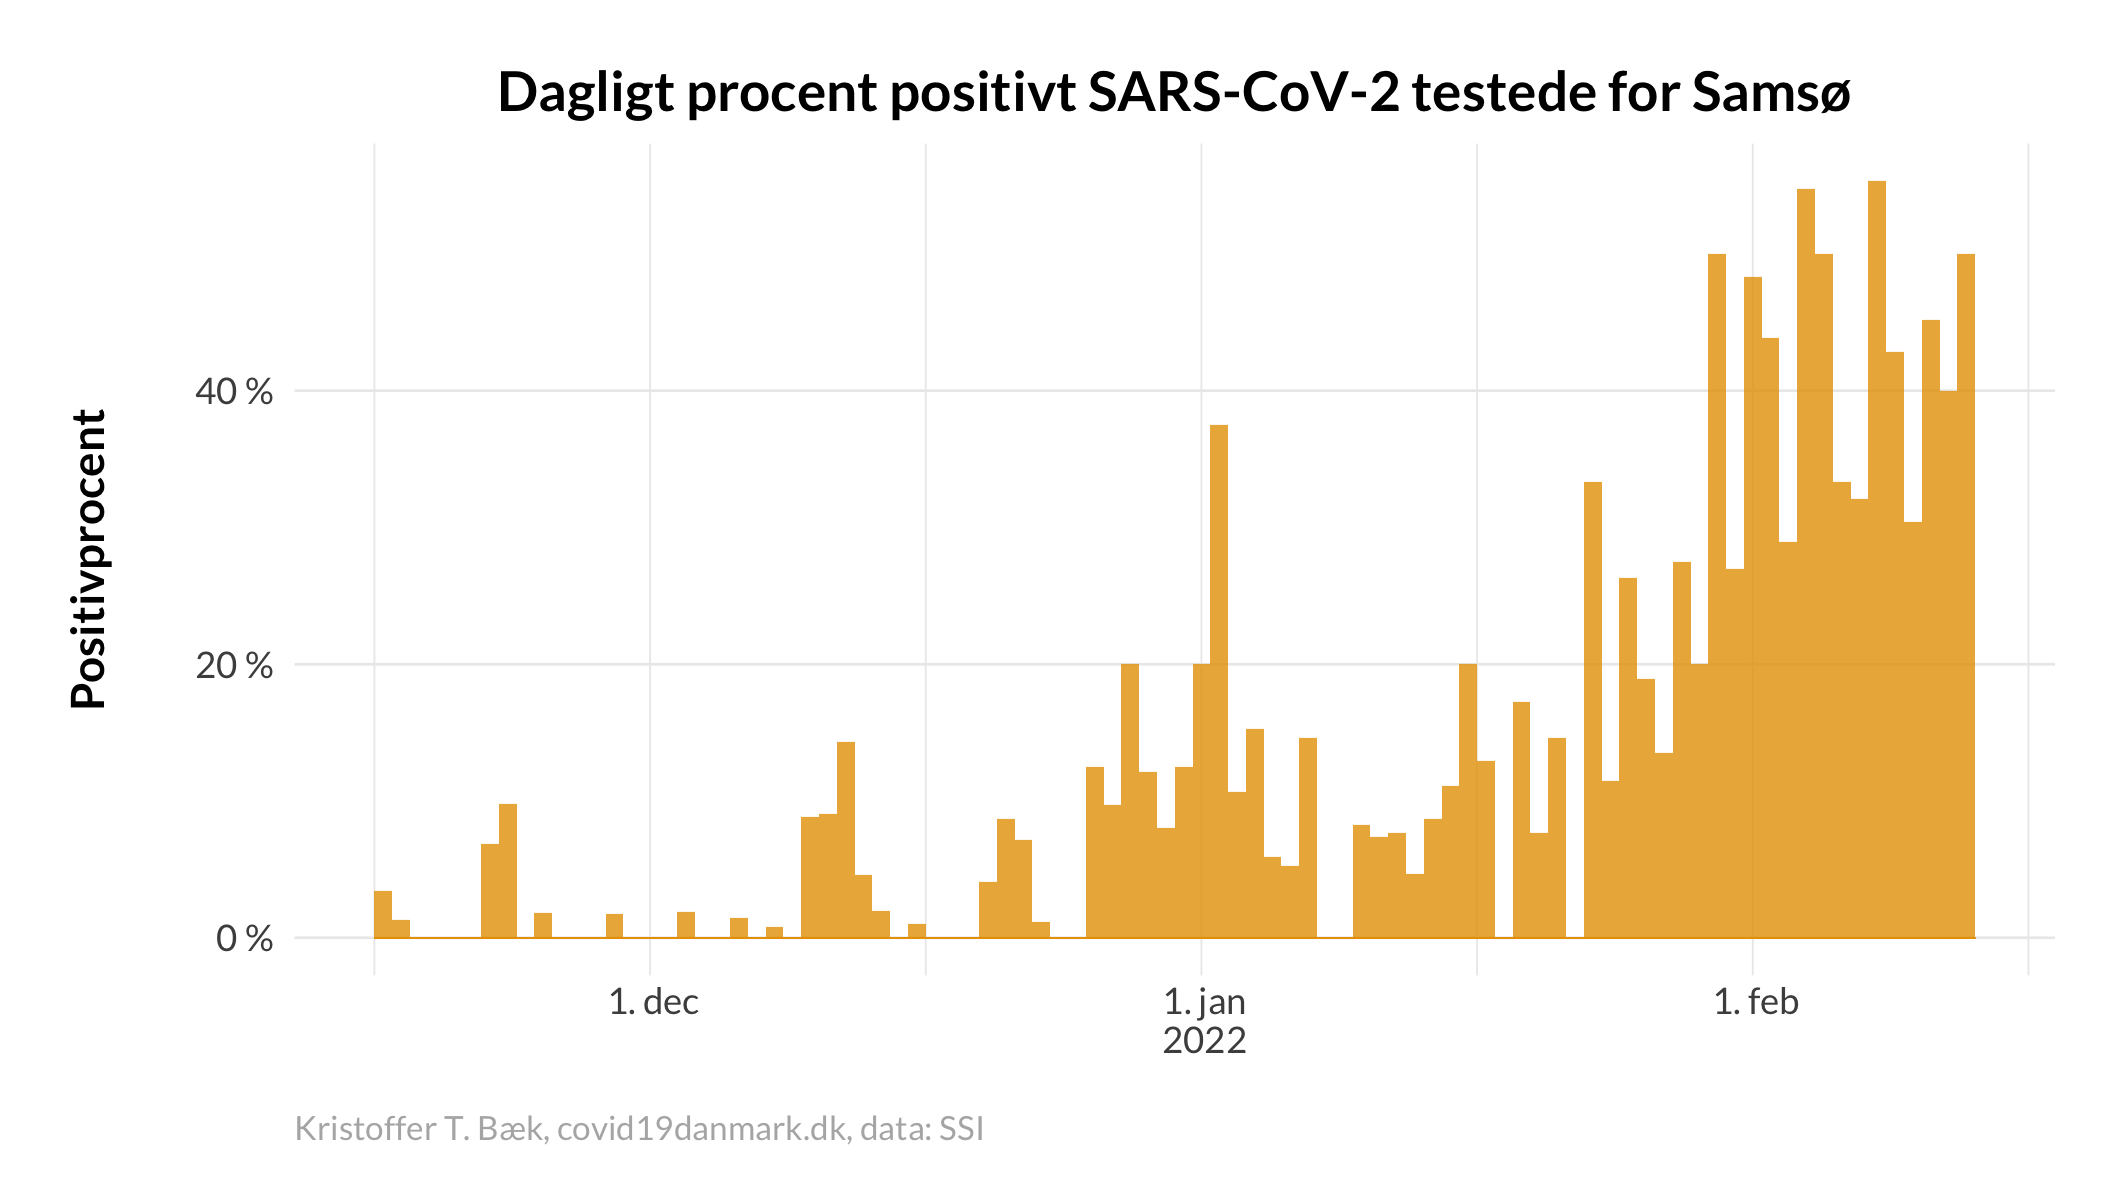 Dagligt procent positivt SARS-CoV-2 testede for Samsø
Positivprocent
40 %
20 %
0 %
1. dec
1. jan
2022
1. feb
Kristoffer T. Bæk, covid19danmark.dk, data: SSI